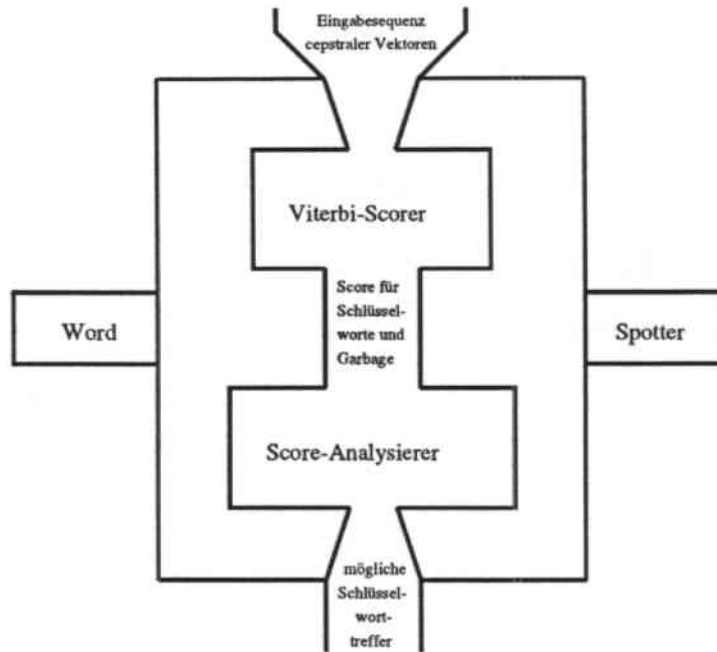 Eingabesequenz
cepstraler Vektoren
Viterbi-Scorer
Score für
Schlüssel-
worte und
Garbage
Word
Spotter
Score-Analysierer
mögliche
Schlüssel-
wort-
treffer